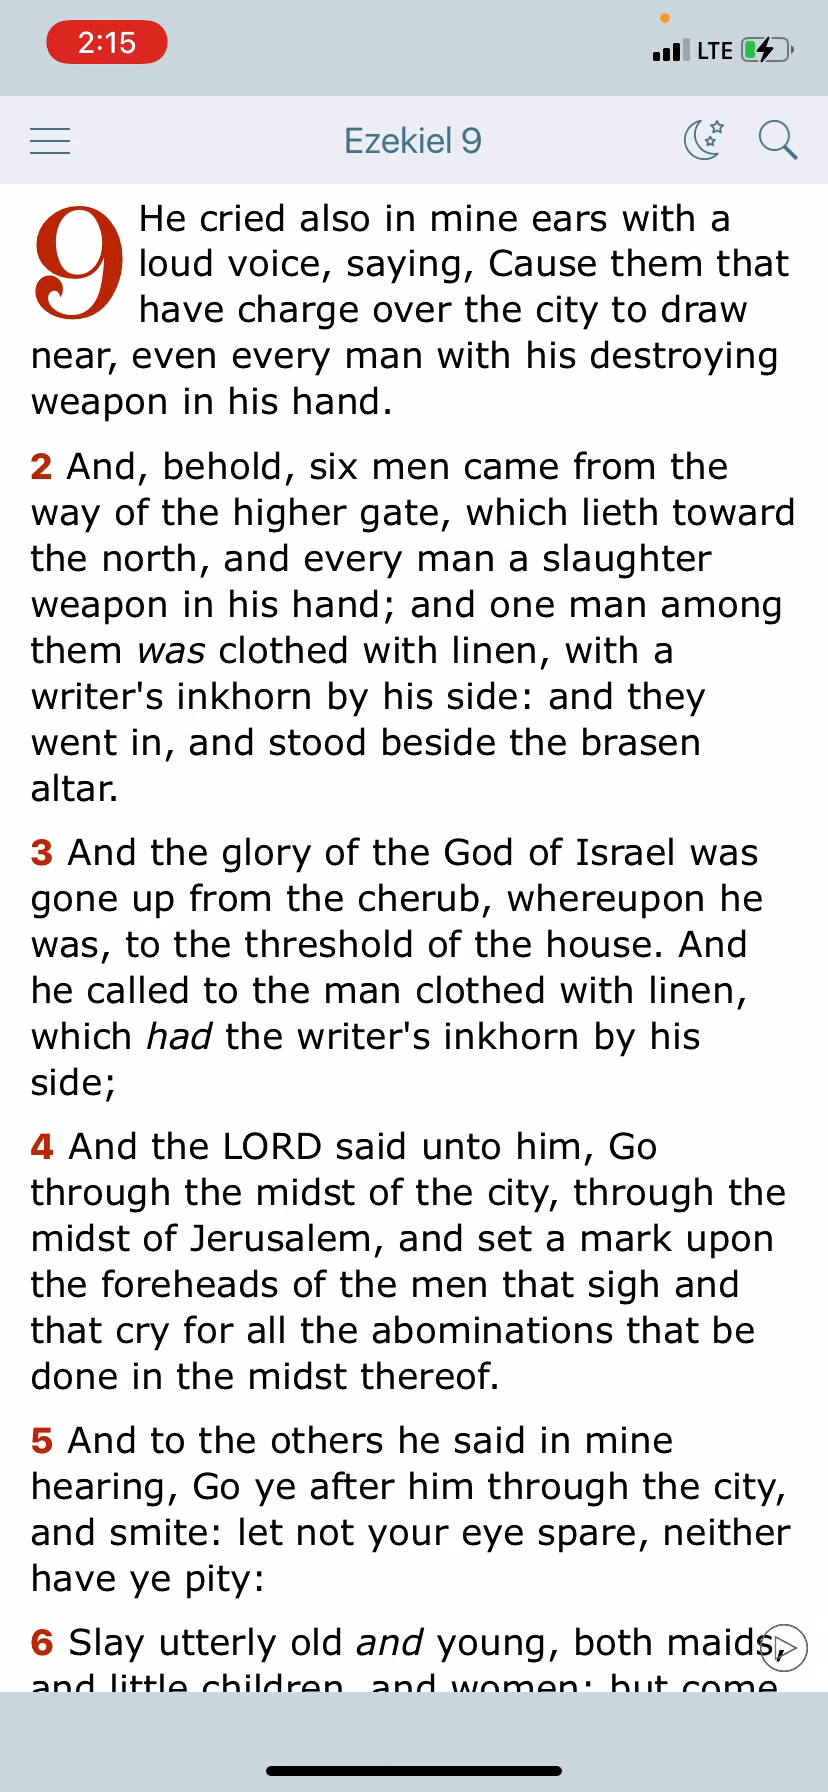 2:15
LTE
Ezekiel 9
9 He cried also in mine ears with a
loud voice, saying, Cause them that
have charge over the city to draw
near, even every man with his destroying
weapon in his hand.
2 And, behold, six men came from the
way of the higher gate, which lieth toward
the north, and every man a slaughter
weapon in his hand; and one man among
them was clothed with linen, with a
writer's inkhorn by his side: and they
went in, and stood beside the brasen
altar.
3 And the glory of the God of Israel was
gone up from the cherub, whereupon he
was, to the threshold of the house. And
he called to the man clothed with linen,
which had the writer's inkhorn by his
side;
4 And the LORD said unto him, Go
through the midst of the city, through the
midst of Jerusalem, and set a mark upon
the foreheads of the men that sigh and
that cry for all the abominations that be
done in the midst thereof.
5 And to the others he said in mine
hearing, Go ye after him through the city,
and smite: let not your eye spare, neither
have ye pity:
6 Slay utterly old and young, both maids,
and little children, and women: but come